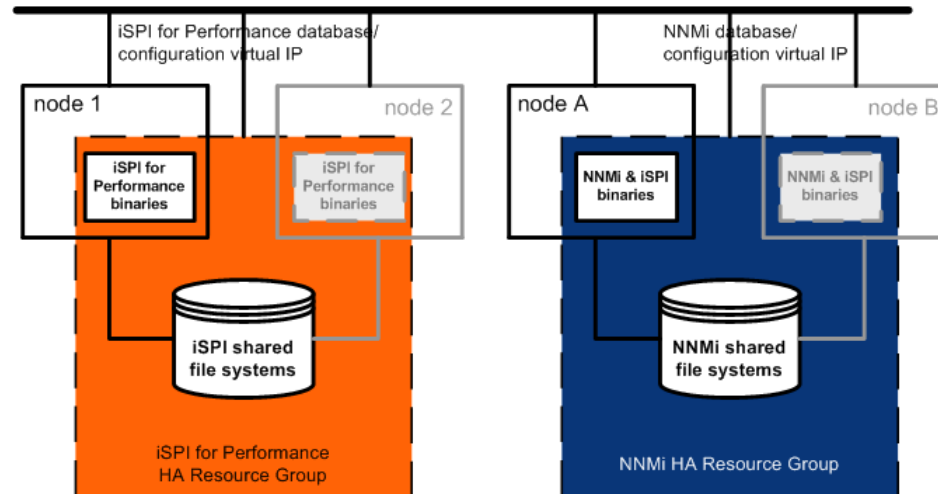 iSPI for Performance database/
configuration virtual IP
NNMi database/
configuration virtual IP
node 1
node 2
node A
node B
iSPI for
Performance
binaries
iSPI for
Performance
binaries
NNMi & iSPI
binaries
NNMi & iSPI
binaries
iSPI shared
file systems
NNMi shared
file systems
iSPI for Performance
HA Resource Group
NNMi HA Resource Group